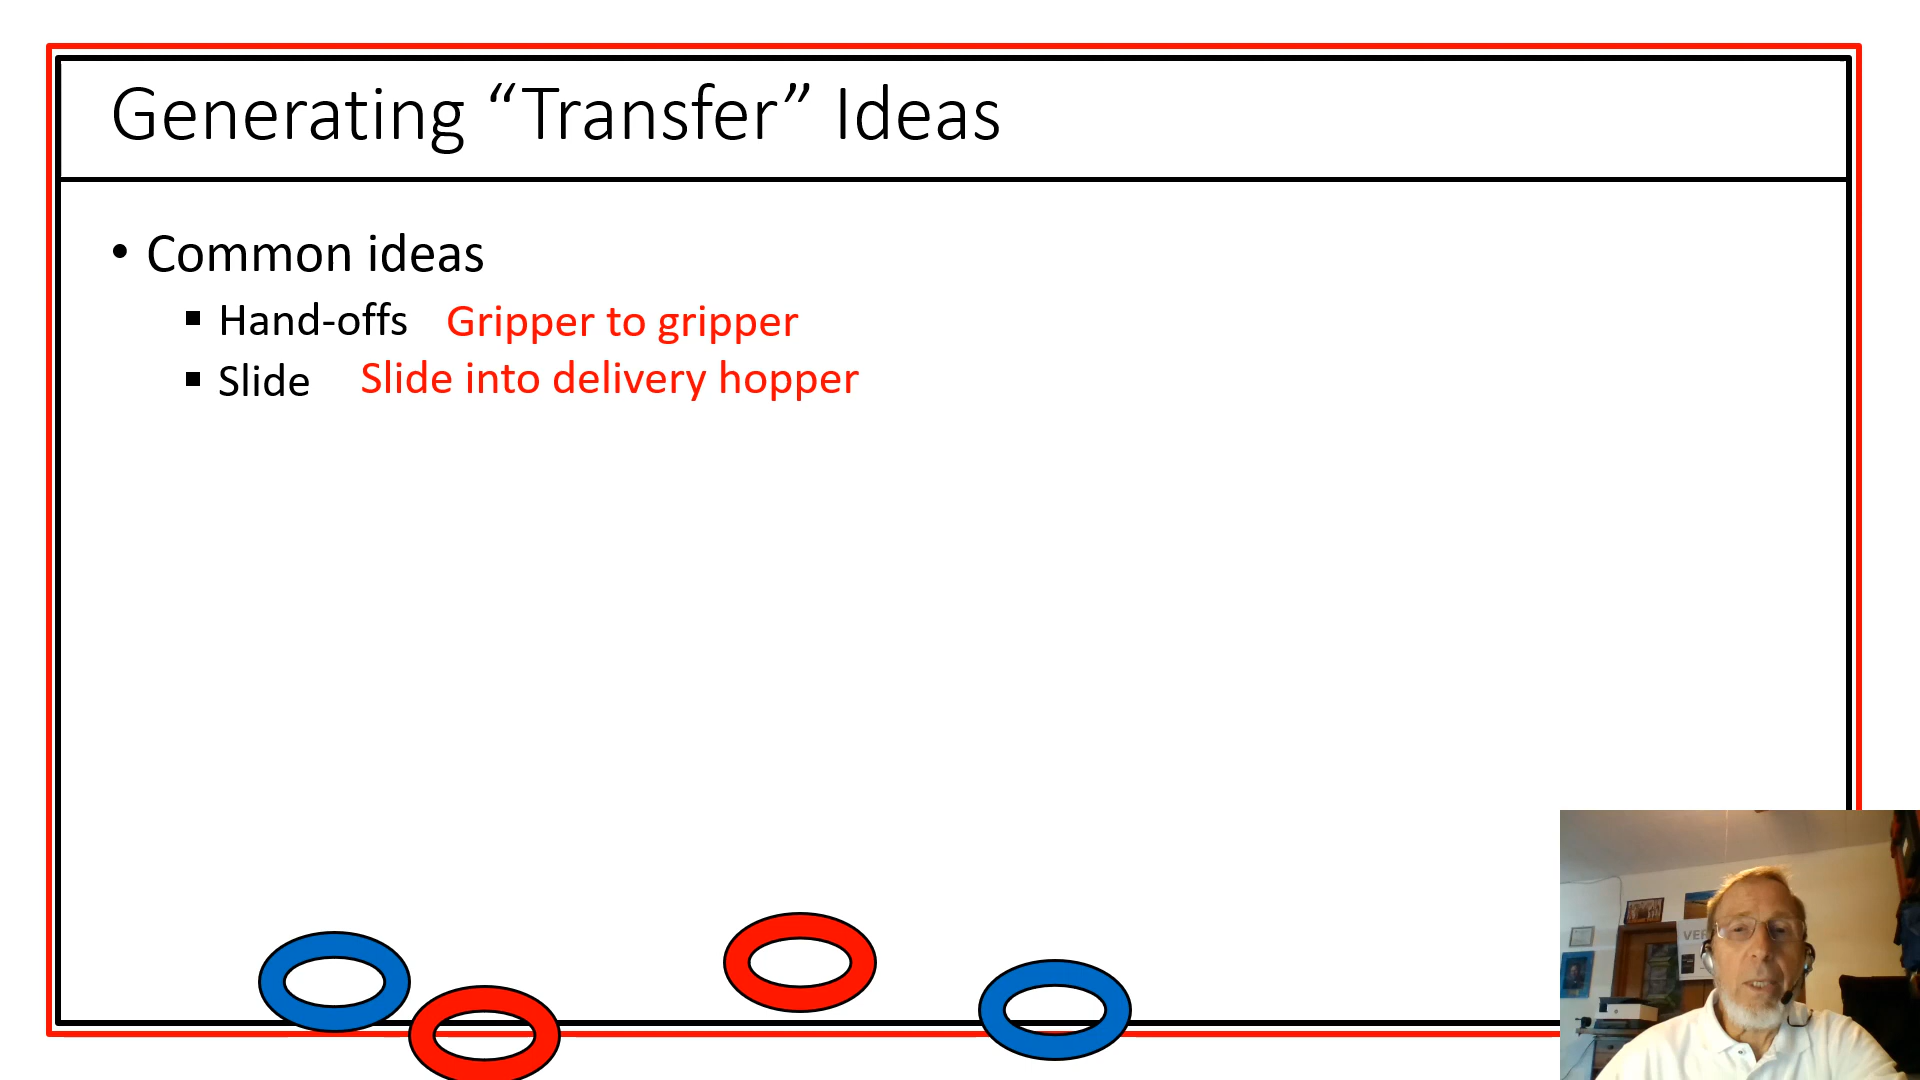 Generating “Transfer” Ideas
• Common ideas
▪ Hand-offs Gripper to gripper
▪ Slide Slide into delivery hopper